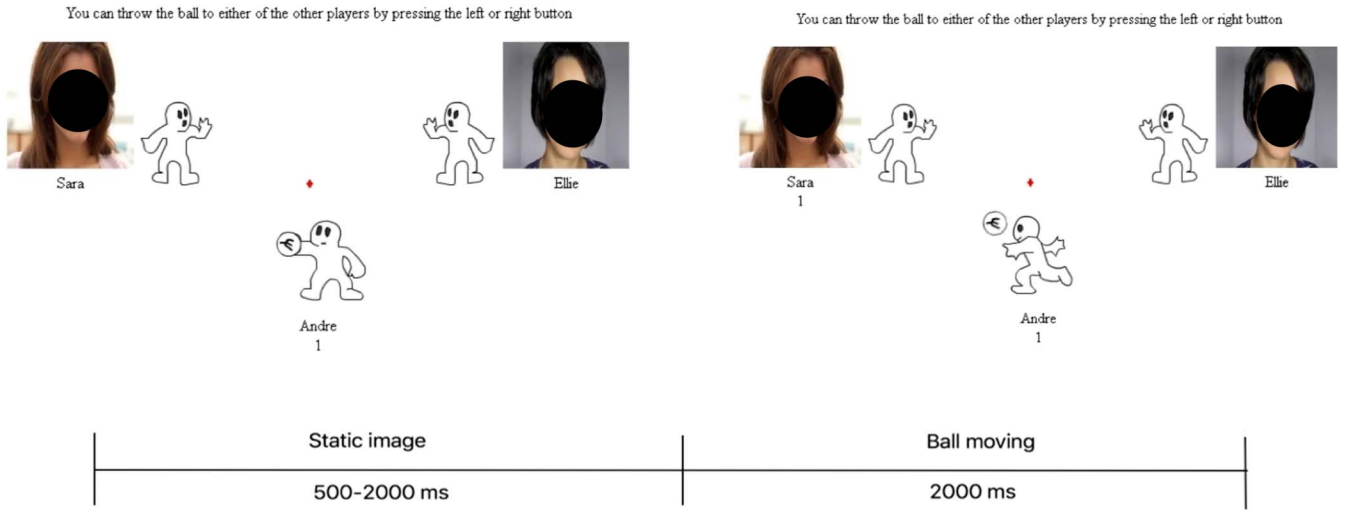 You can throw the ball to either of the other players by pressing the left or right button
Sara
Ellie
€
Andre
1
You can throw the ball to either of the other players by pressing the left or right button
Sara
1
Ellie
€
Andre
1
Static image
500-2000 ms
Ball moving
2000 ms